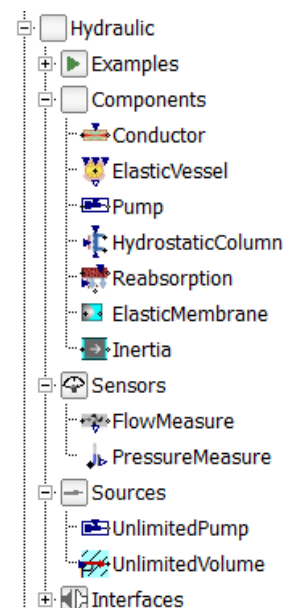 Hydraulic
Examples
Components
Conductor
ElasticVessel
Pump
HydrostaticColumn
Reabsorption
ElasticMembrane
Inertia
Sensors
FlowMeasure
PressureMeasure
Sources
UnlimitedPump
UnlimitedVolume
Interfaces